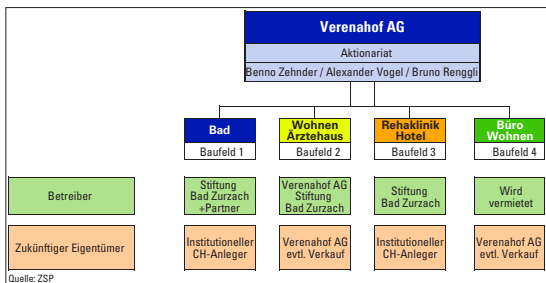 Verenahof AG
Aktionariat
Benno Zehnder / Alexander Vogel / Bruno Renggli
Bad
Baufeld 1
Wohnen
Ärztehaus
Baufeld 2
Rehaklinik
Hotel
Baufeld 3
Büro
Wohnen
Baufeld 4
Betreiber
Stiftung
Bad Zurzach
+Partner
Verenahof AG
Stiftung
Bad Zurzach
Stiftung
Bad Zurzach
Wird
vermietet
Zukünftiger Eigentümer
Institutioneller
CH-Anleger
Verenahof AG
evtl. Verkauf
Institutioneller
CH-Anleger
Verenahof AG
evtl. Verkauf
Quelle: ZSP